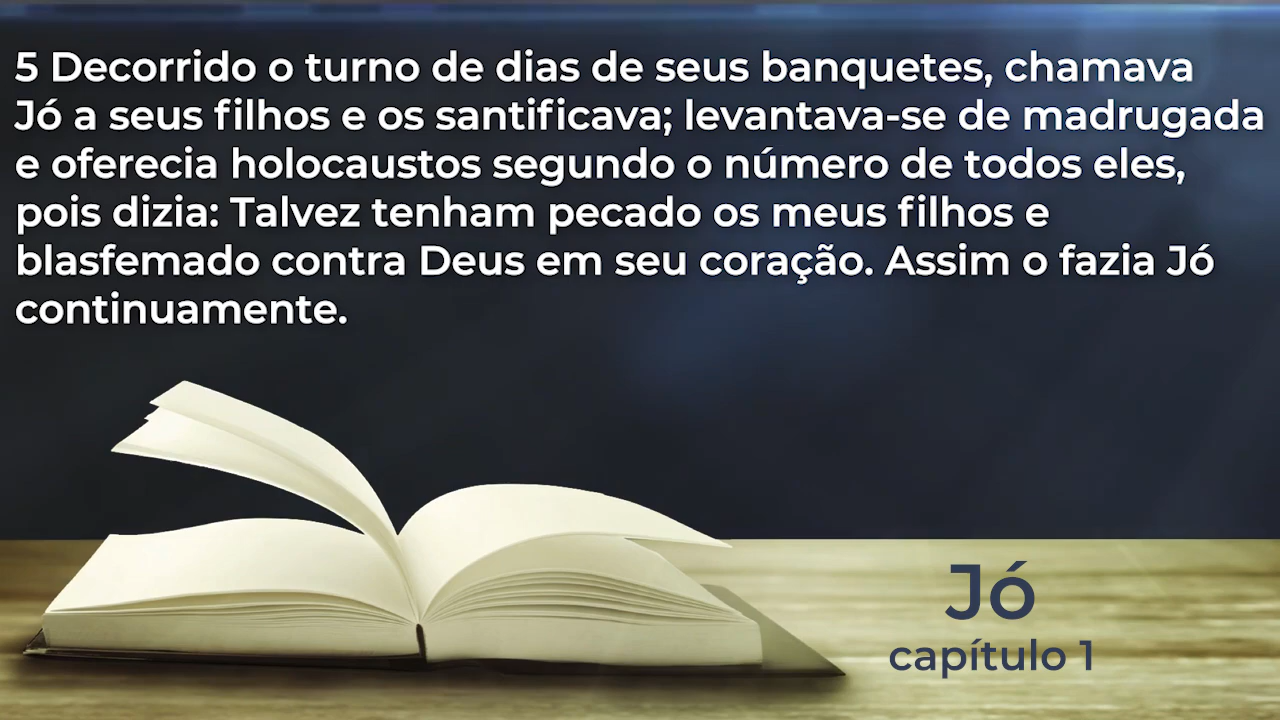 5 Decorrido o turno de dias de seus banquetes, chamava
Jó a seus filhos e os santificava; levantava-se de madrugada
e oferecia holocaustos segundo o número de todos eles,
pois dizia: Talvez tenham pecado os meus filhos e
blasfemado contra Deus em seu coração. Assim o fazia Jó
continuamente.
Jó
capítulo 1